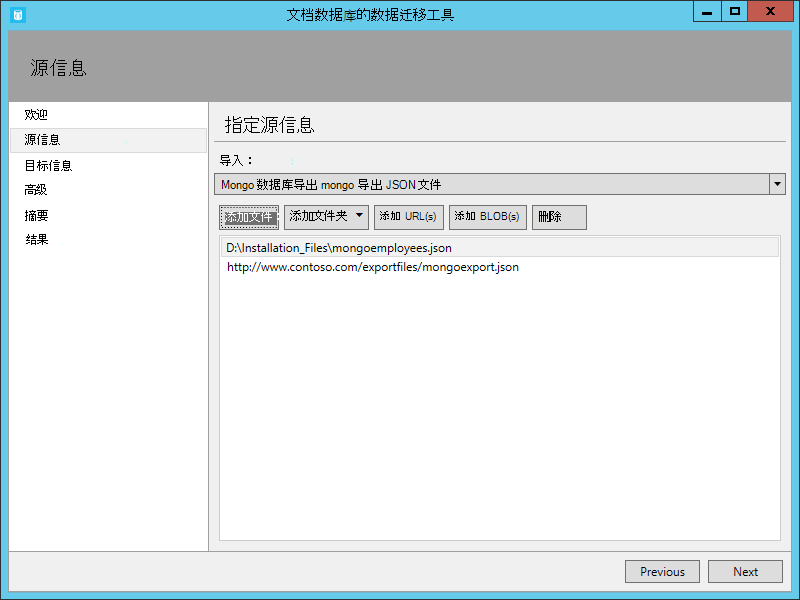 文档数据库的数据迁移工具
源信息
欢迎
源信息
目标信息
高级
摘要
结果
指定源信息
导入：
Mongo 数据库导出 mongo 导出 JSON 文件
添加文件 添加文件夹 添加 URL(s) 添加 BLOB(s) 删除
D:\Installation_Files\mongoemployees.json
http://www.contoso.com/exportfiles/mongoexport.json
Previous Next